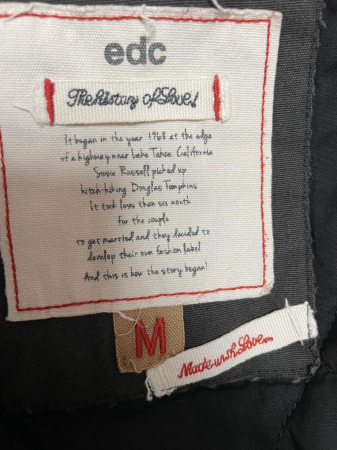 edc
The history of Love!
It began in the year 1968 at the edge
of a highway near Lake Tahoe, California
Susie Russell picked up
hitch-hiking Douglas Tompkins
It took less than six month
for the couple
to get married and they decided to
develop their own fashion label
And this is how the story began!
M
Made with Love...